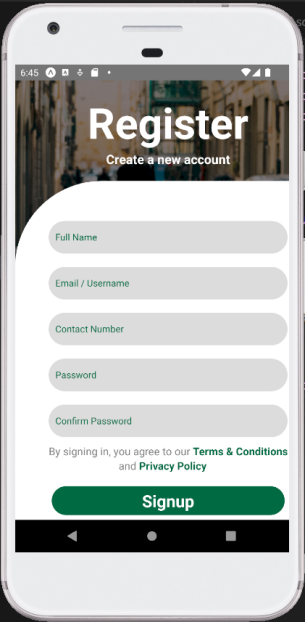 6:45
Register
Create a new account
Full Name
Email / Username
Contact Number
Password
Confirm Password
By signing in, you agree to our Terms & Conditions
and Privacy Policy
Signup